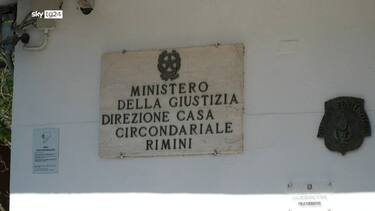 sky tg24
MINISTERO
DELLA GIUSTIZIA
DIREZIONE CASA
CIRCONDARIALE
RIMINI